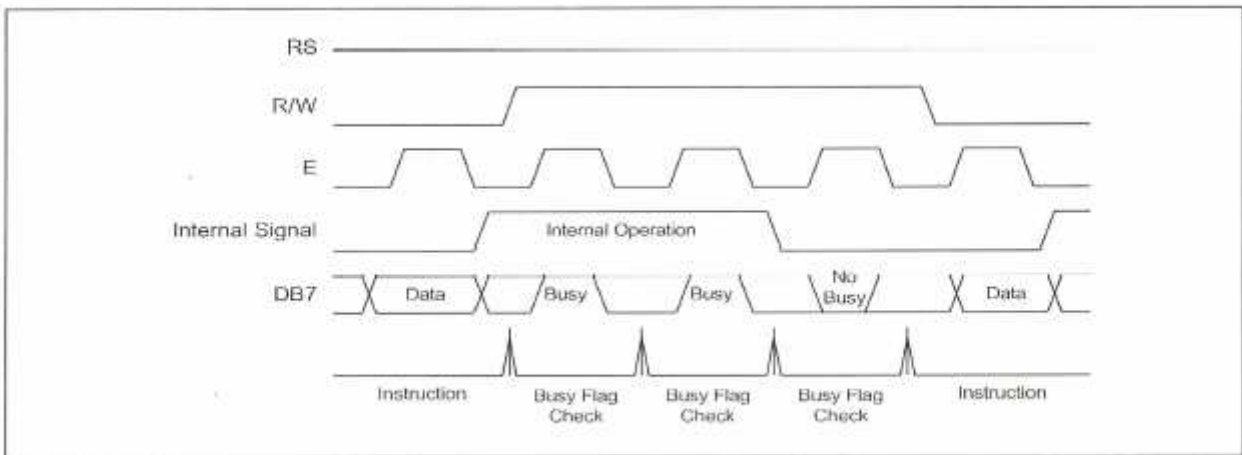 RS
R/W
E
Internal Signal
Internal Operation
DB7
Data
Busy
Busy
No
Busy
Data
Instruction
Busy Flag
Check
Busy Flag
Check
Busy Flag
Check
Instruction